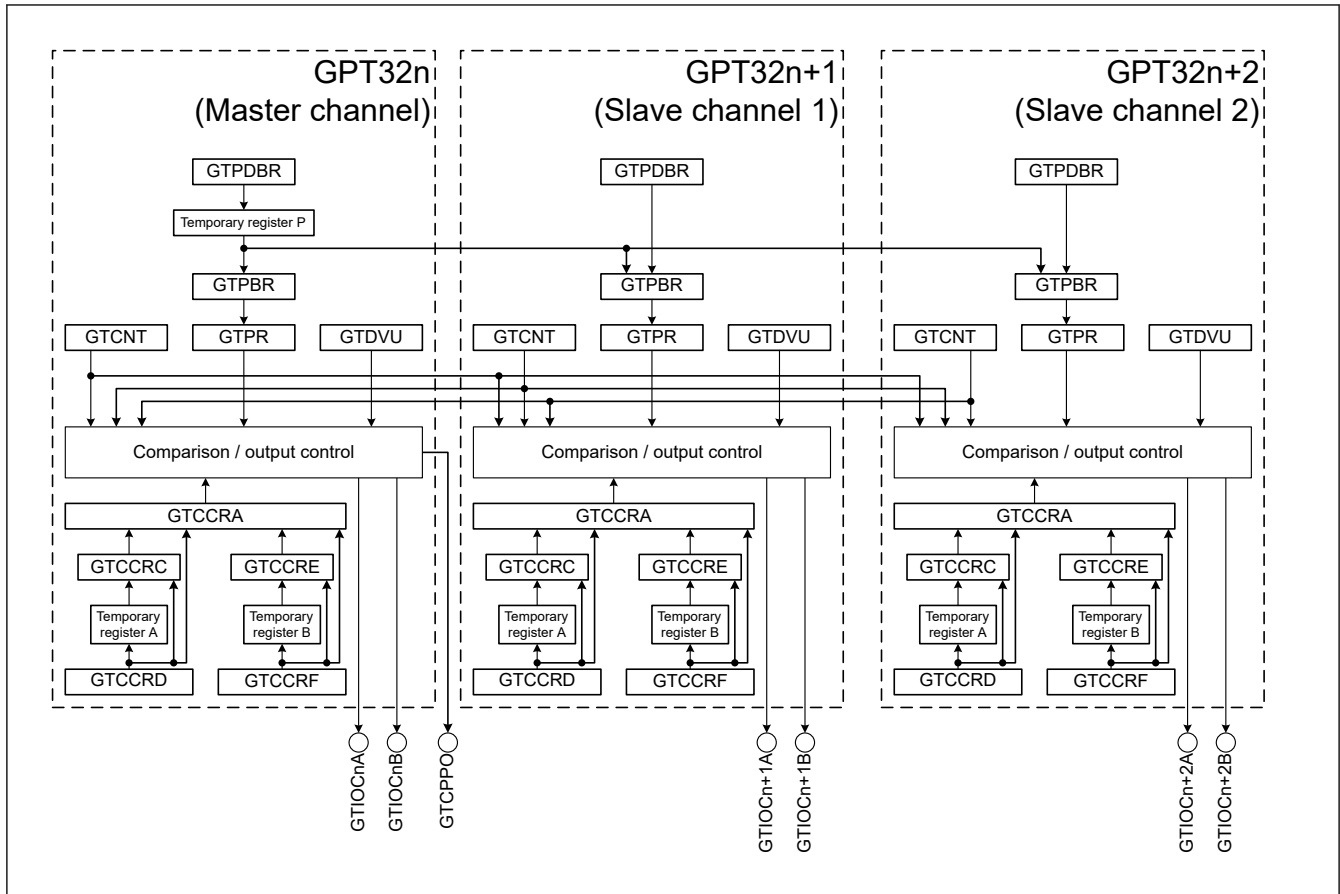 GPT32n
(Master channel)
GTPDBR
Temporary register P
GTPBR
GTCNT
GTPR
GTDVU
Comparison / output control
GTCCRA
GTCCRC
GTCCRE
Temporary
register A
Temporary
register B
GTCCRD
GTCCRF
GTIOCnA
GTIOCnB
GTCPPO
GPT32n+1
(Slave channel 1)
GTPDBR
GTPBR
GTCNT
GTPR
GTDVU
Comparison / output control
GTCCRA
GTCCRC
GTCCRE
Temporary
register A
Temporary
register B
GTCCRD
GTCCRF
GTIOCn+1A
GTIOCn+1B
GPT32n+2
(Slave channel 2)
GTPDBR
GTPBR
GTCNT
GTPR
GTDVU
Comparison / output control
GTCCRA
GTCCRC
GTCCRE
Temporary
register A
Temporary
register B
GTCCRD
GTCCRF
GTIOCn+2A
GTIOCn+2B